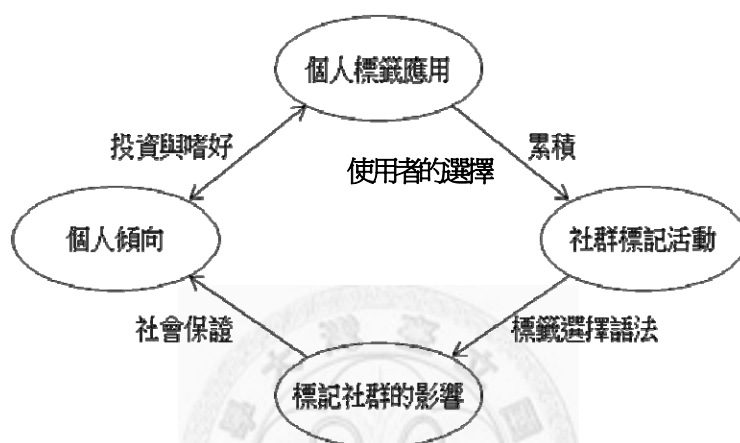 個人標籤應用
投資與嗜好
累積
使用者的選擇
個人傾向
社群標記活動
社會保證
標籤選擇語法
標記社群的影響